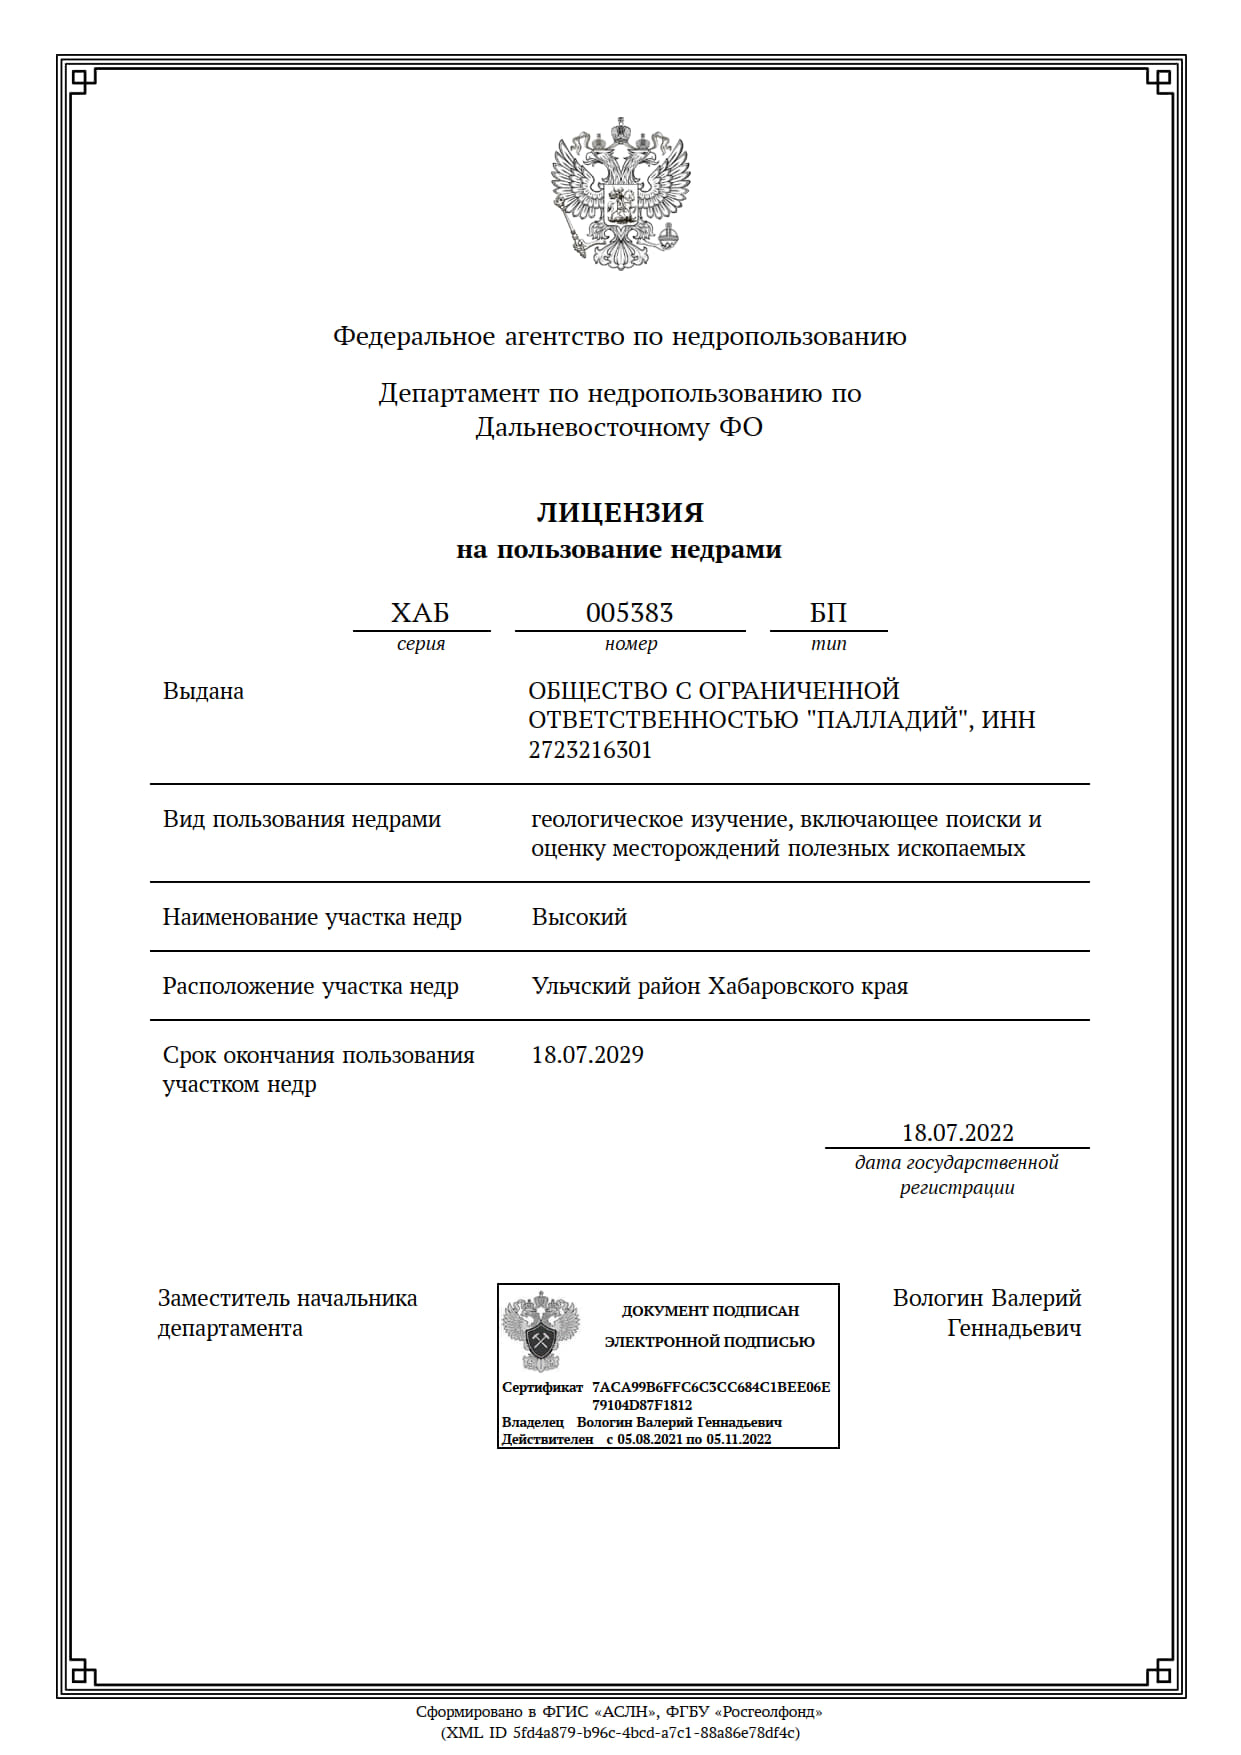 Федеральное агентство по недропользованию
Департамент по недропользованию по
Дальневосточному ФО
ЛИЦЕНЗИЯ
на пользование недрами
ХАБ 005383 БП
серия номер тип
Выдана ОБЩЕСТВО С ОГРАНИЧЕННОЙ
ОТВЕТСТВЕННОСТЬЮ "ПАЛЛАДИЙ", ИНН
2723216301
Вид пользования недрами геологическое изучение, включающее поиски и
оценку месторождений полезных ископаемых
Наименование участка недр Высокий
Расположение участка недр Ульчский район Хабаровского края
Срок окончания пользования 18.07.2029
участком недр
18.07.2022
дата государственной
регистрации
Заместитель начальника
департамента
ДОКУМЕНТ ПОДПИСАН
ЭЛЕКТРОННОЙ ПОДПИСЬЮ
Сертификат 7ACA99B6FFC6C3CC684C1BEE06E
79104D87F1812
Владелец Вологин Валерий Геннадьевич
Действителен с 05.08.2021 по 05.11.2022
Вологин Валерий
Геннадьевич
Сформировано в ФГИС «АСЛН», ФГБУ «Росгеолфонд»
(XML ID 5fd4a879-b96c-4bcd-a7c1-88a86e78df4c)